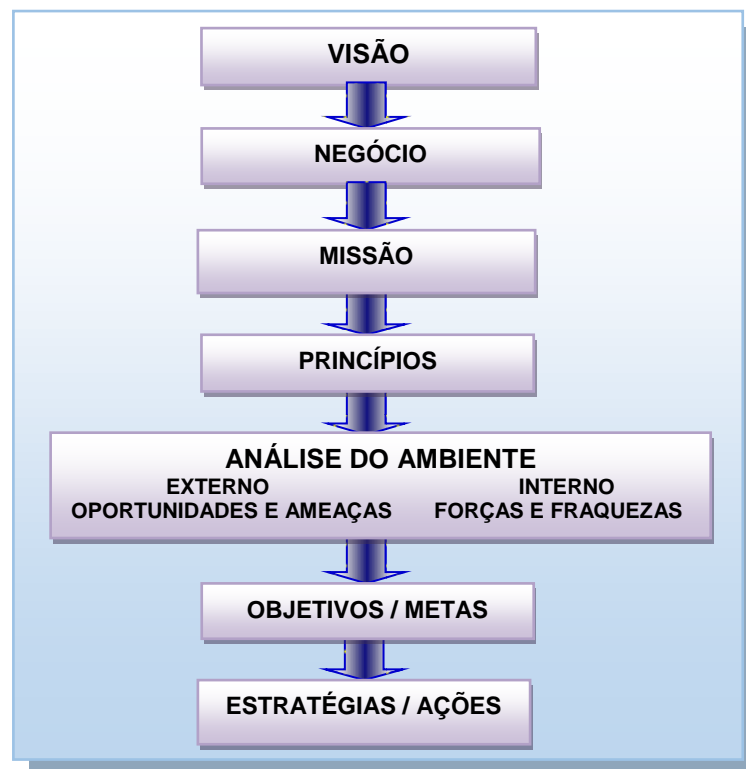 VISÃO
NEGÓCIO
MISSÃO
PRINCÍPIOS
ANÁLISE DO AMBIENTE
EXTERNO INTERNO
OPORTUNIDADES E AMEAÇAS FORÇAS E FRAQUEZAS
OBJETIVOS / METAS
ESTRATÉGIAS / AÇÕES